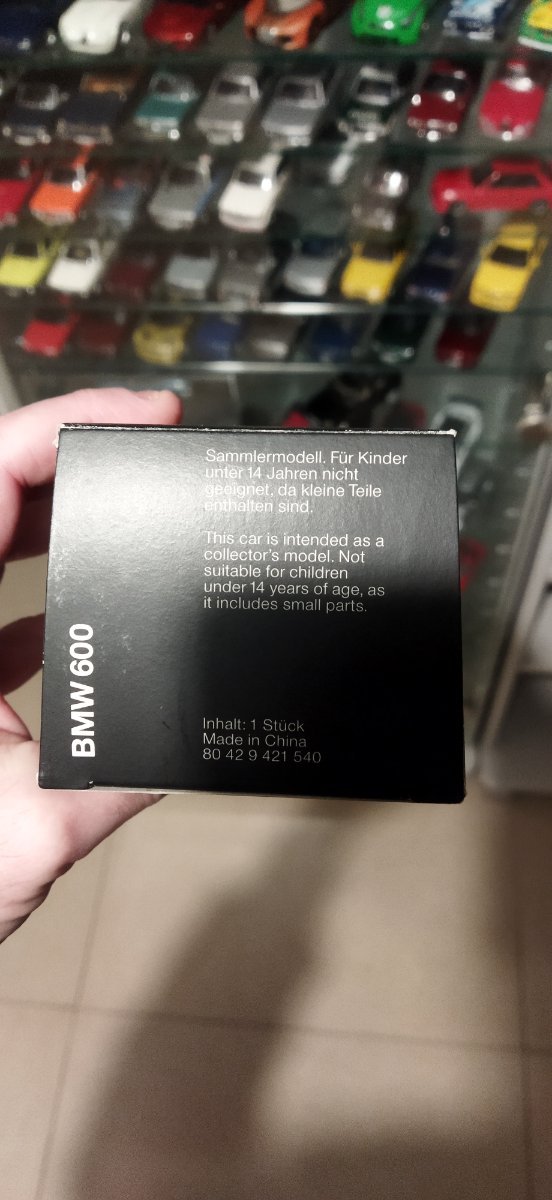 Sammlermodell. Für Kinder
unter 14 Jahren nicht
geeignet, da kleine Teile
enthalten sind.
This car is intended as a
collector's model. Not
suitable for children
under 14 years of age, as
it includes small parts.
BMW 600
Inhalt: 1 Stück
Made in China
80 42 9 421 540